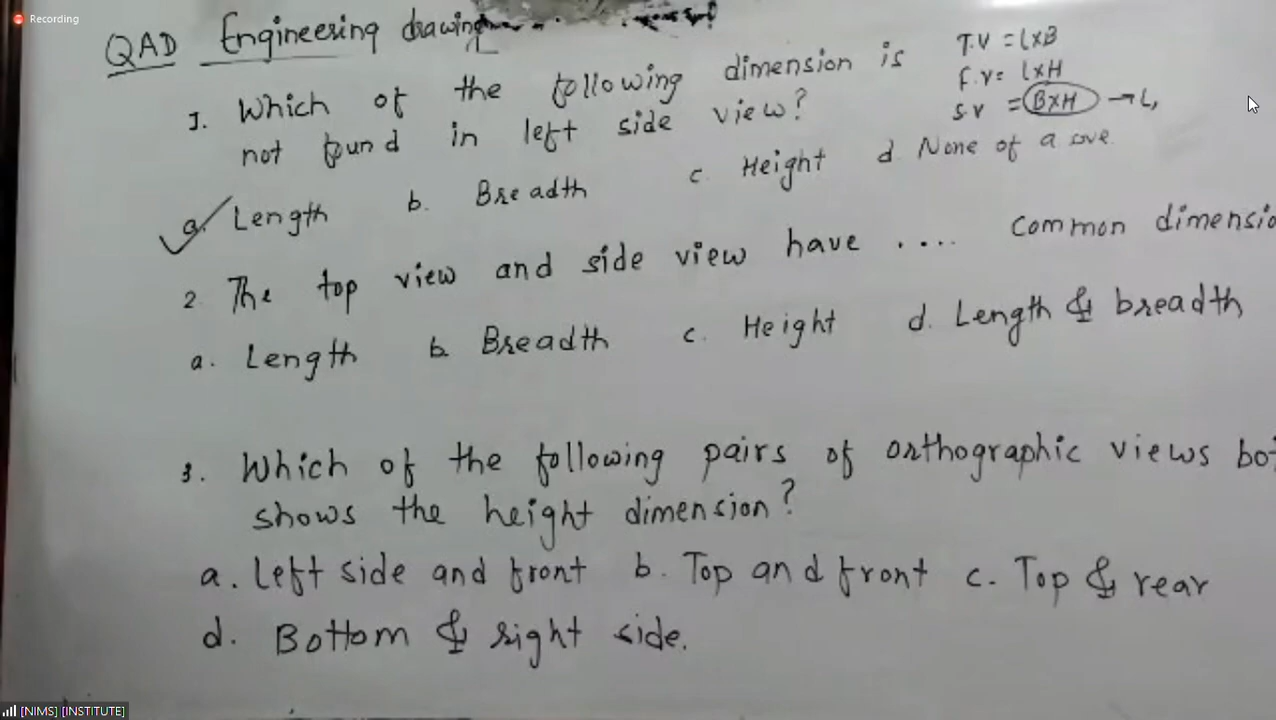 Recording
QAD Engineering drawing
T.V = l×B
F.V = l×H
S.V = B×H → L,
1. Which of the following dimension is
not found in left side view?
a. Length b. Breadth c. Height d. None of a ove.
2. The top view and side view have .... common dimensio
a. Length b. Breadth c. Height d. Length & breadth
3. Which of the following pairs of orthographic views bot
shows the height dimension?
a. Left side and front b. Top and front c. Top & rear
d. Bottom & right side.
[NIMS] [INSTITUTE]